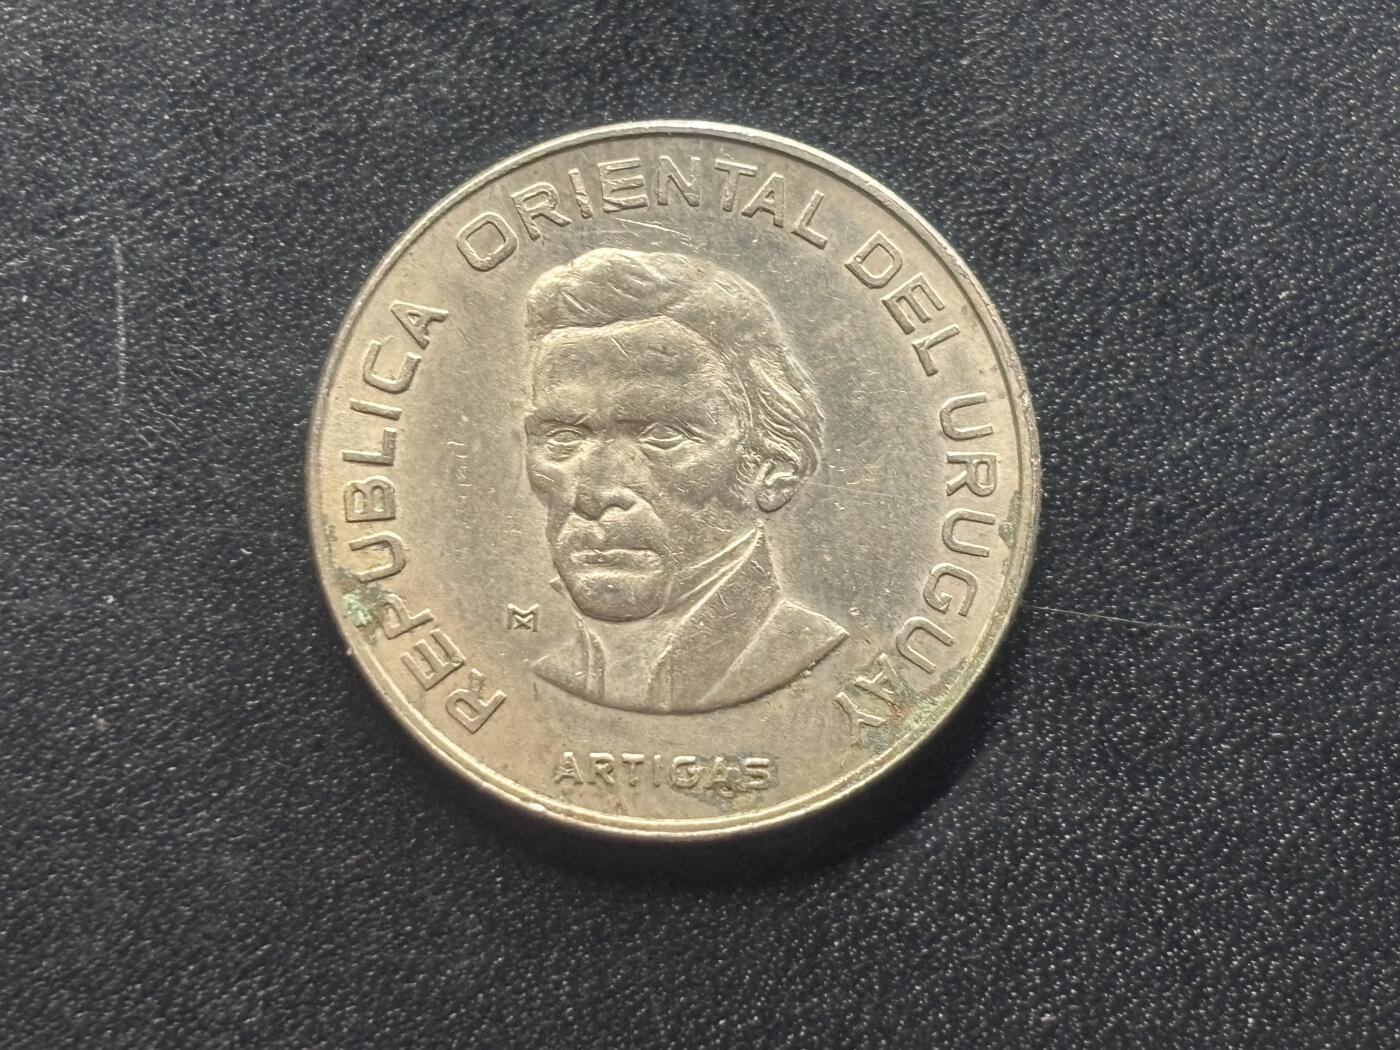 REPUBLICA ORIENTAL DEL URUGUAY
M
ARTIGAS